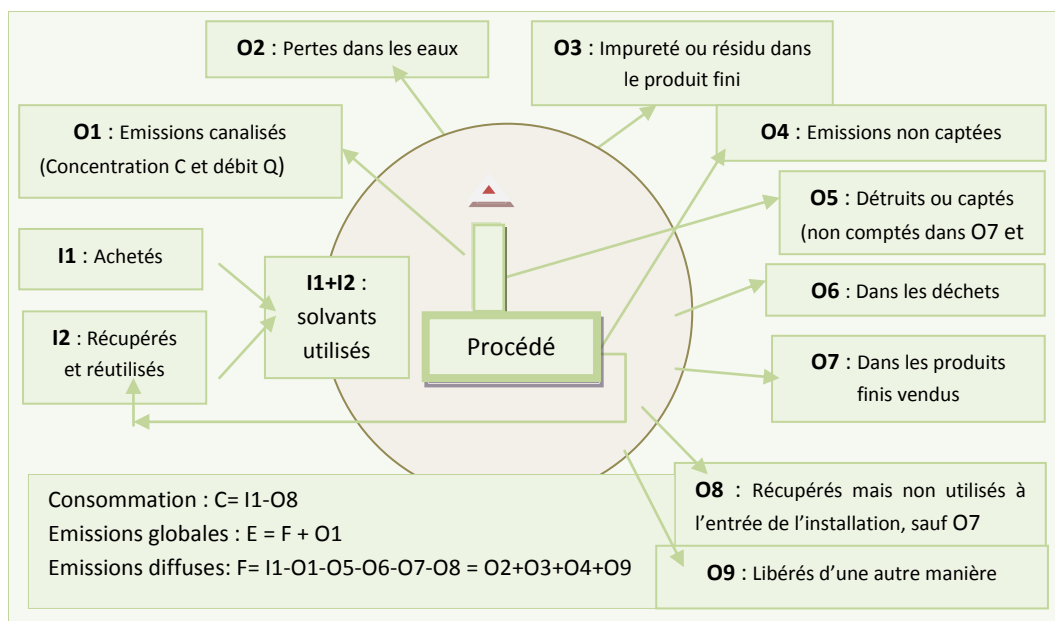 O2 : Pertes dans les eaux
O3 : Impureté ou résidu dans
le produit fini
O1 : Emissions canalisés
(Concentration C et débit Q)
O4 : Emissions non captées
O5 : Détruits ou captés
(non comptés dans O7 et
I1 : Achetés
I1+I2 :
solvants
utilisés
O6 : Dans les déchets
I2 : Récupérés
et réutilisés
Procédé
O7 : Dans les produits
finis vendus
Consommation : C= I1-O8
Emissions globales : E = F + O1
Emissions diffuses: F= I1-O1-O5-O6-O7-O8 = O2+O3+O4+O9
O8 : Récupérés mais non utilisés à
l’entrée de l’installation, sauf O7
O9 : Libérés d’une autre manière